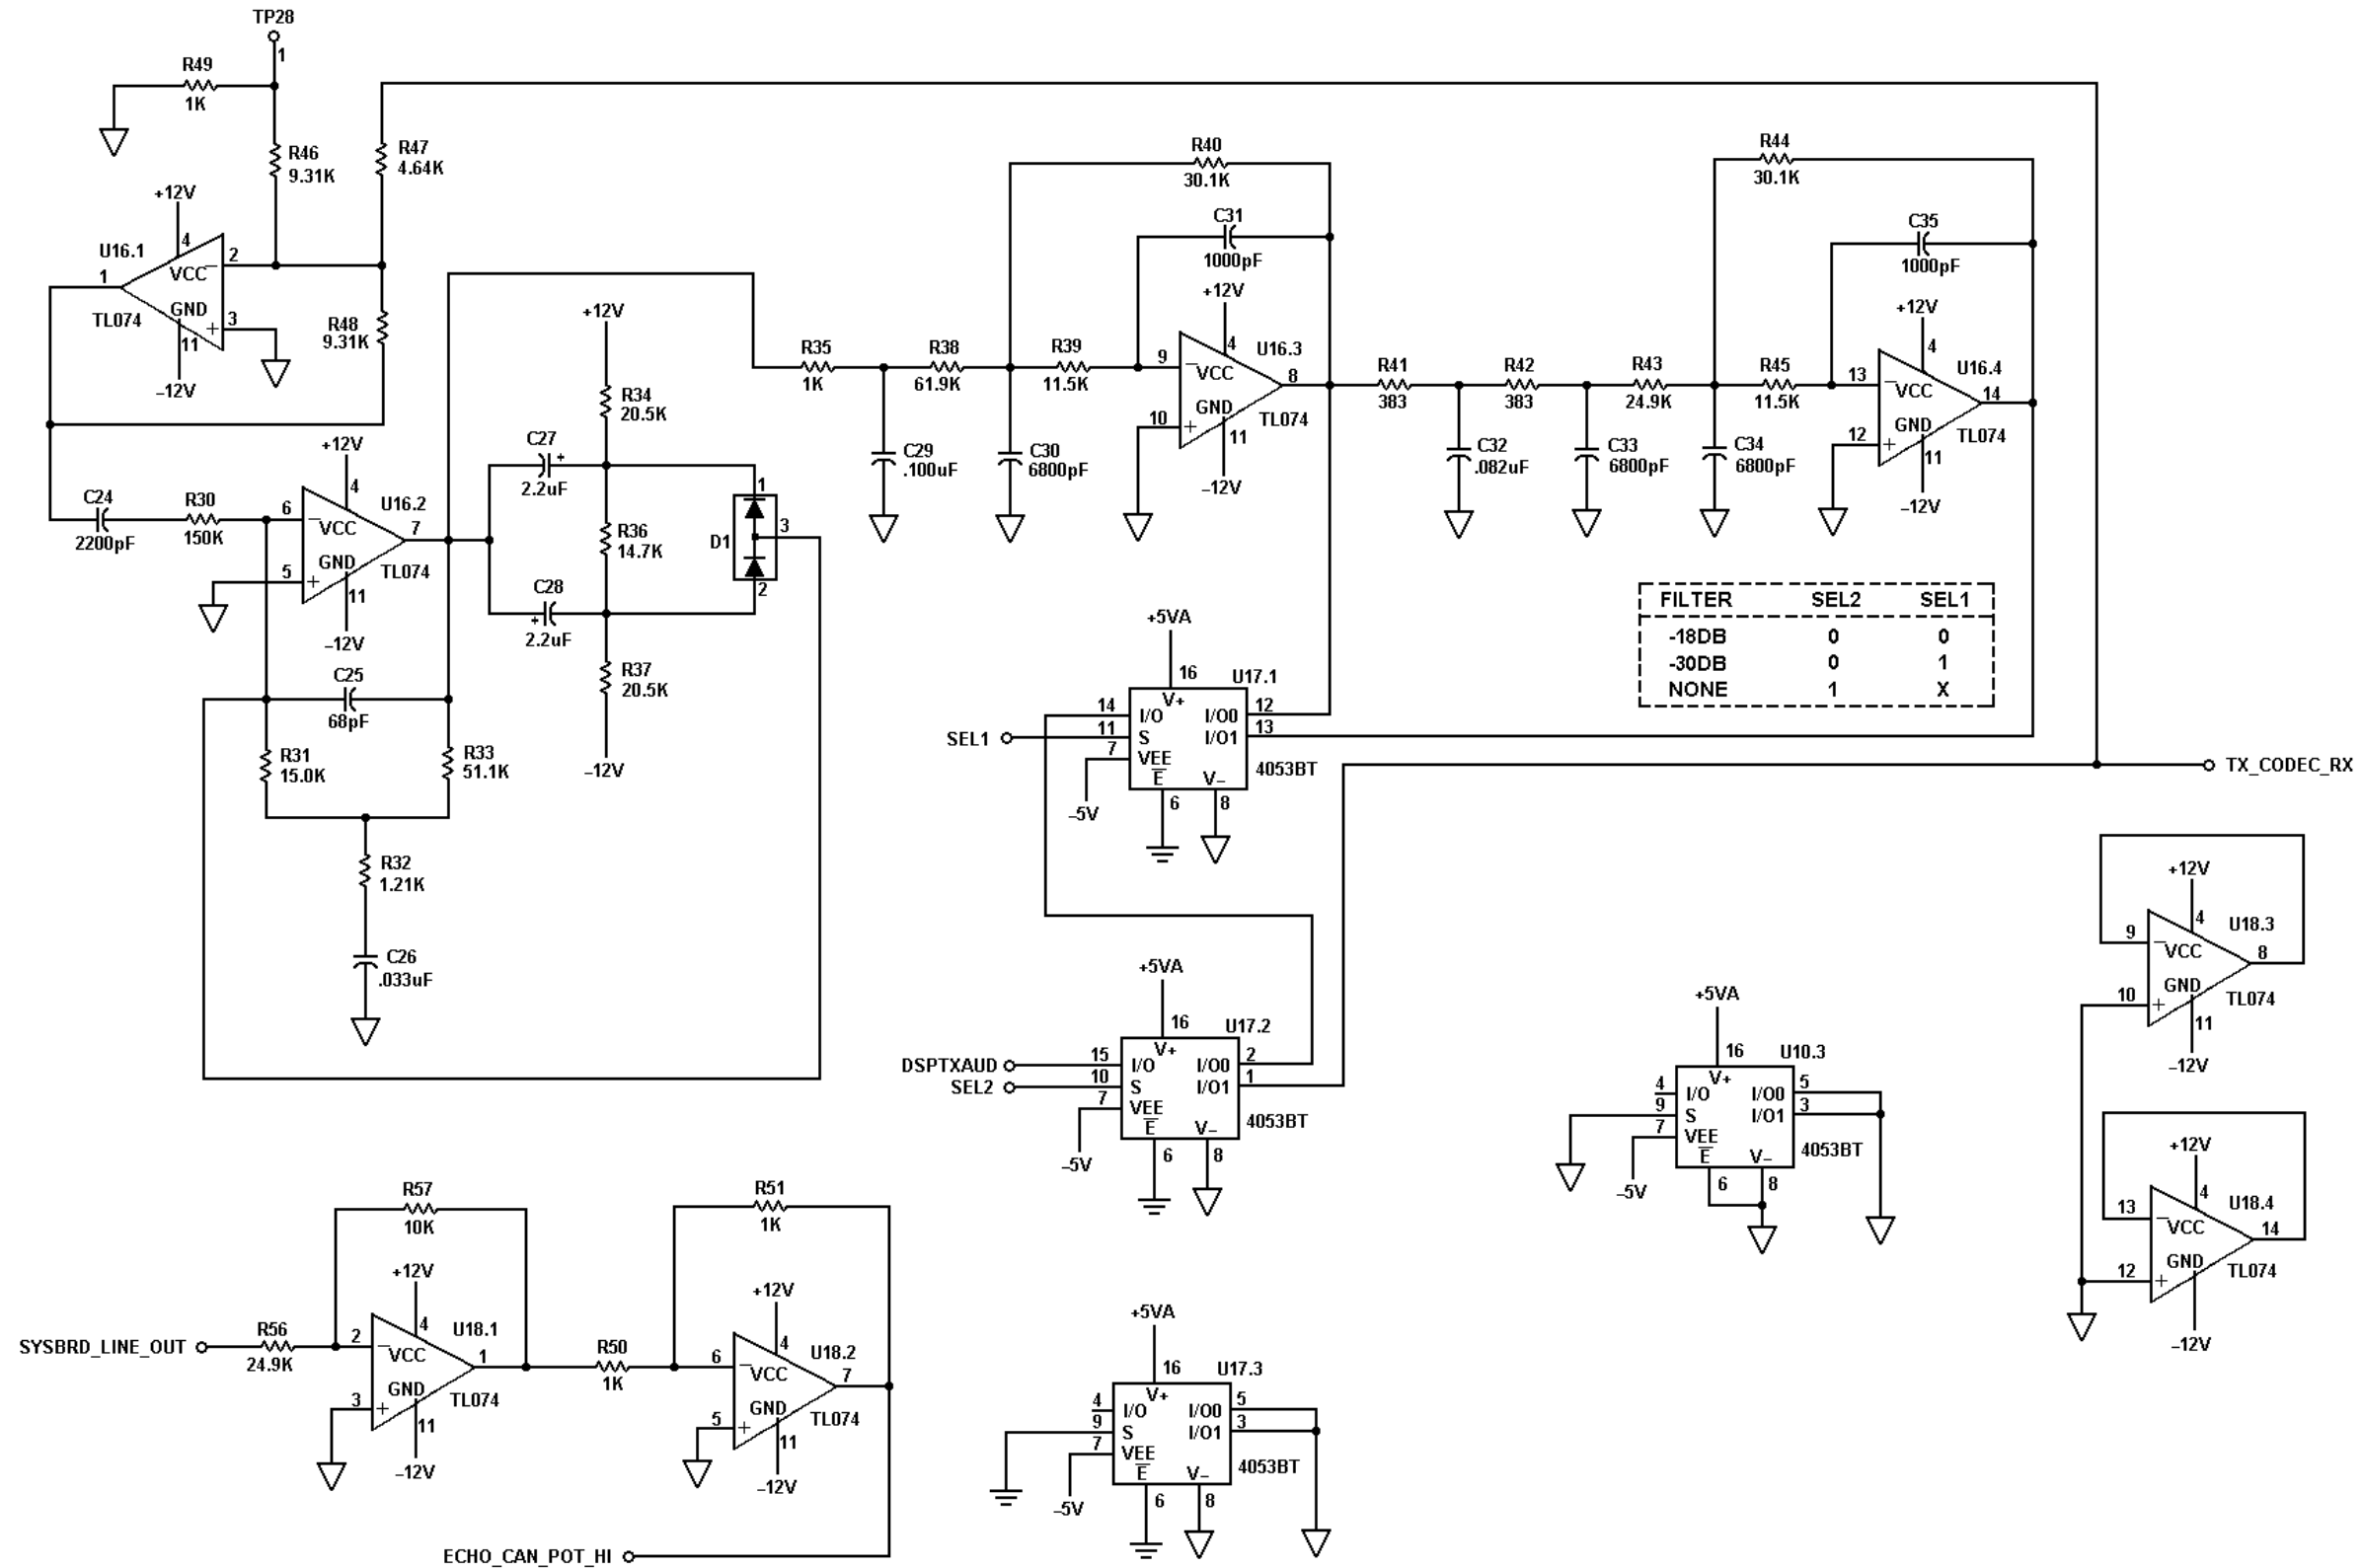 TP28
1
R49
1K
R46
9.31K
R47
4.64K
+12V
4
U16.1
1
2
VCC
GND
3
TL074
11
–12V
R48
9.31K
C24
2200pF
R30
150K
+12V
4
U16.2
6
VCC
7
GND
5
TL074
11
–12V
C25
68pF
R31
15.0K
R33
51.1K
R32
1.21K
C26
.033uF
+12V
R34
20.5K
C27
+
2.2uF
R36
14.7K
C28
+
2.2uF
R37
20.5K
–12V
D1
1
3
2
R35
1K
R38
61.9K
R39
11.5K
C29
.100uF
C30
6800pF
R40
30.1K
C31
1000pF
+12V
4
U16.3
9
VCC
8
GND
10
TL074
11
–12V
R41
383
R42
383
R43
24.9K
R45
11.5K
C32
.082uF
C33
6800pF
C34
6800pF
R44
30.1K
C35
1000pF
+12V
4
U16.4
13
VCC
14
GND
12
TL074
11
–12V
FILTER SEL2 SEL1
-18DB 0 0
-30DB 0 1
NONE 1 X
+5VA
16
U17.1
V+
14 I/O I/O0 12
SEL1 11 S I/O1 13
7 VEE
E V–
4053BT
–5V
6
8
TX_CODEC_RX
+5VA
16
U17.2
V+
DSPTXAUD 15 I/O I/O0 2
SEL2 10 S I/O1 1
7 VEE
E V–
4053BT
–5V
6
8
+5VA
16
U10.3
V+
4 I/O I/O0 5
9 S I/O1 3
7 VEE
E V–
4053BT
–5V
6
8
+12V
4
U18.3
9
VCC
8
GND
10
TL074
11
–12V
+12V
4
U18.4
13
VCC
14
GND
12
TL074
11
–12V
R57
10K
SYSBRD_LINE_OUT
R56
24.9K
+12V
4
U18.1
2
VCC
1
GND
3
TL074
11
–12V
R51
1K
R50
1K
+12V
4
U18.2
6
VCC
7
GND
5
TL074
11
–12V
ECHO_CAN_POT_HI
+5VA
16
U17.3
V+
4 I/O I/O0 5
9 S I/O1 3
7 VEE
E V–
4053BT
–5V
6
8